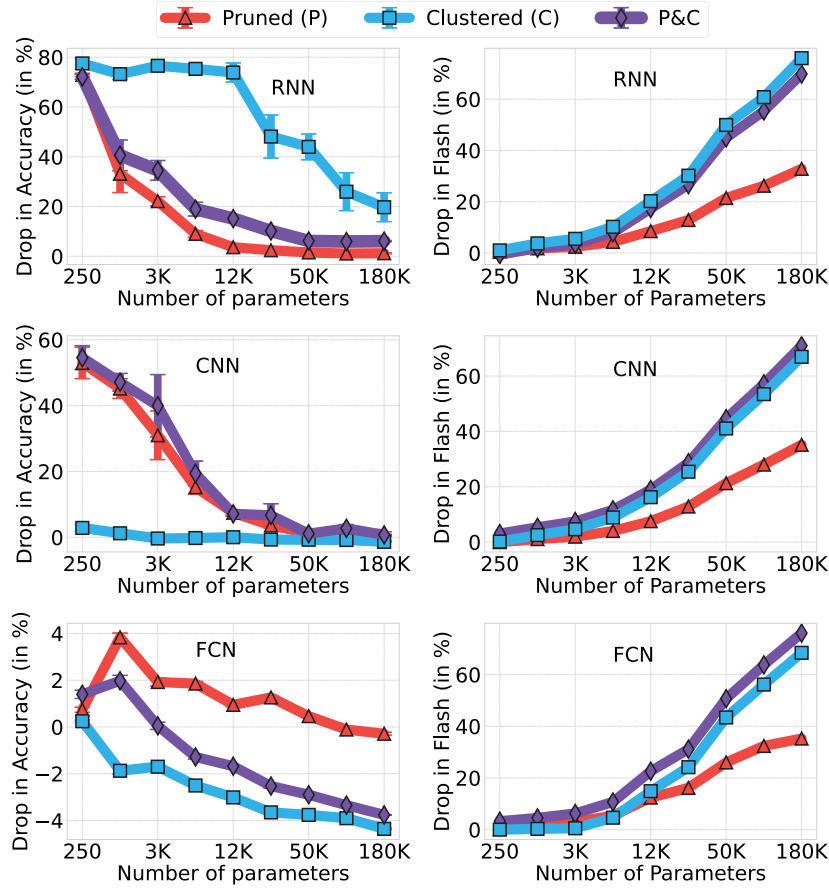 Pruned (P) Clustered (C) P&C
Drop in Accuracy (in %)
80
60
40
20
0
RNN
250 3K 12K 50K 180K
Number of parameters
Drop in Flash (in %)
60
40
20
0
RNN
250 3K 12K 50K 180K
Number of Parameters
Drop in Accuracy (in %)
60
40
20
0
CNN
250 3K 12K 50K 180K
Number of parameters
Drop in Flash (in %)
60
40
20
0
CNN
250 3K 12K 50K 180K
Number of Parameters
Drop in Accuracy (in %)
4
2
0
−2
−4
FCN
250 3K 12K 50K 180K
Number of parameters
Drop in Flash (in %)
60
40
20
0
FCN
250 3K 12K 50K 180K
Number of Parameters